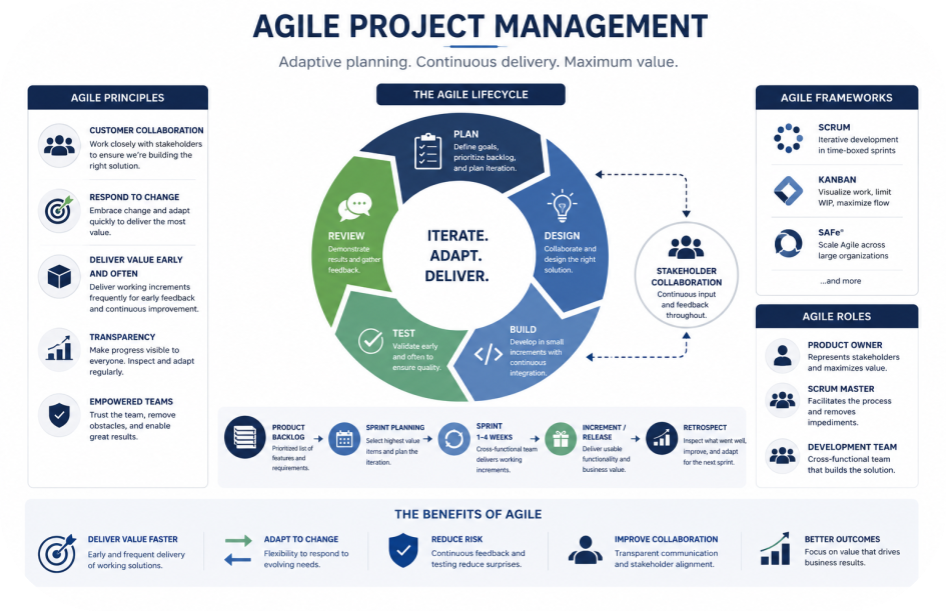 AGILE PROJECT MANAGEMENT
Adaptive planning. Continuous delivery. Maximum value.
AGILE PRINCIPLES
CUSTOMER COLLABORATION
Work closely with stakeholders
to ensure we're building the
right solution.
RESPOND TO CHANGE
Embrace change and adapt
quickly to deliver the most
value.
DELIVER VALUE EARLY
AND OFTEN
Deliver working increments
frequently for early feedback
and continuous improvement.
TRANSPARENCY
Make progress visible to
everyone. Inspect and adapt
regularly.
EMPOWERED TEAMS
Trust the team, remove
obstacles, and enable
great results.
THE AGILE LIFECYCLE
PLAN
Define goals,
prioritize backlog,
and plan iteration.
DESIGN
Collaborate and
design the right
solution.
BUILD
Develop in small
increments with
continuous
integration.
TEST
Validate early
and often to
ensure quality.
REVIEW
Demonstrate
results and gather
feedback.
ITERATE.
ADAPT.
DELIVER.
STAKEHOLDER
COLLABORATION
Continuous input
and feedback
throughout.
PRODUCT
BACKLOG
Prioritized list of
features and
requirements.
SPRINT PLANNING
Select highest value
items and plan the
iteration.
SPRINT
1–4 WEEKS
Cross-functional team
delivers working
increments.
INCREMENT /
RELEASE
Deliver usable
functionality and
business value.
RETROSPECT
Inspect what went well,
improve, and adapt
for the next sprint.
AGILE FRAMEWORKS
SCRUM
Iterative development
in time-boxed sprints
KANBAN
Visualize work, limit
WIP, maximize flow
SAFe®
Scale Agile across
large organizations
...and more
AGILE ROLES
PRODUCT OWNER
Represents stakeholders
and maximizes value.
SCRUM MASTER
Facilitates the process
and removes
impediments.
DEVELOPMENT TEAM
Cross-functional team
that builds the solution.
THE BENEFITS OF AGILE
DELIVER VALUE FASTER
Early and frequent delivery
of working solutions.
ADAPT TO CHANGE
Flexibility to respond to
evolving needs.
REDUCE RISK
Continuous feedback and
testing reduce surprises.
IMPROVE COLLABORATION
Transparent communication
and stakeholder alignment.
BETTER OUTCOMES
Focus on value that drives
business results.